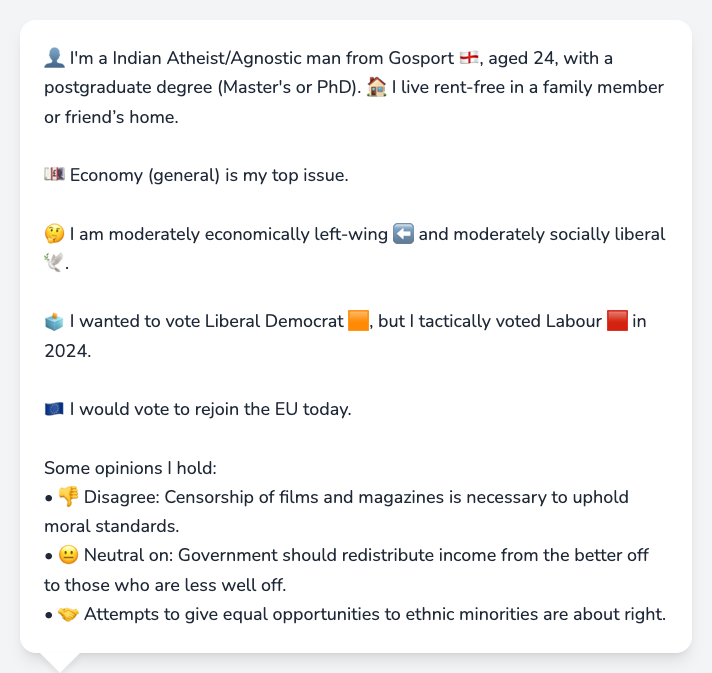 👤 I'm a Indian Atheist/Agnostic man from Gosport 🏴󠁧󠁢󠁥󠁮󠁧󠁿, aged 24, with a
postgraduate degree (Master's or PhD). 🏠 I live rent-free in a family member
or friend’s home.
💷 Economy (general) is my top issue.
🤔 I am moderately economically left-wing ⬅️ and moderately socially liberal
🕊️.
🗳️ I wanted to vote Liberal Democrat 🟧, but I tactically voted Labour 🟥 in
2024.
🇪🇺 I would vote to rejoin the EU today.
Some opinions I hold:
• 👎 Disagree: Censorship of films and magazines is necessary to uphold
moral standards.
• 😐 Neutral on: Government should redistribute income from the better off
to those who are less well off.
• 🤝 Attempts to give equal opportunities to ethnic minorities are about right.